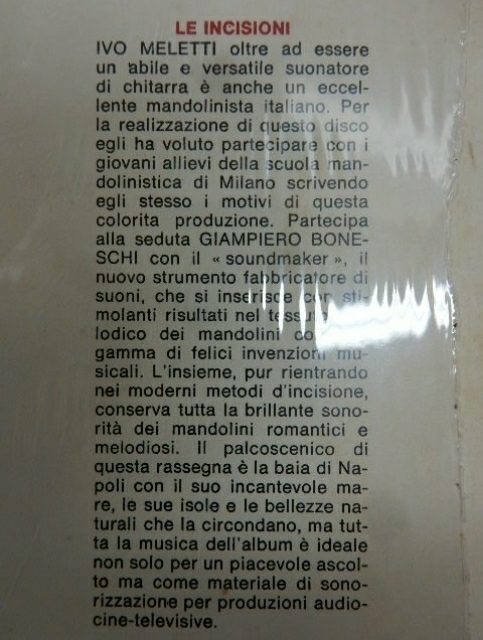 LE INCISIONI
IVO MELETTI oltre ad essere
un abile e versatile suonatore
di chitarra è anche un eccel-
lente mandolinista italiano. Per
la realizzazione di questo disco
egli ha voluto partecipare con i
giovani allievi della scuola man-
dolinistica di Milano scrivendo
egli stesso i motivi di questa
colorita produzione. Partecipa
alla seduta GIAMPIERO BONE-
SCHI con il « soundmaker », il
nuovo strumento fabbricatore di
suoni, che si inserisce con sti-
molanti risultati nel
lodico dei mandolini
gamma di felici invenzioni mu-
sicali. L'insieme, pur rientrando
nei moderni metodi d'incisione,
conserva tutta la brillante sono-
rità dei mandolini romantici e
melodiosi. Il palcoscenico di
questa rassegna è la baia di Na-
poli con il suo incantevole ma-
re, le sue isole e le bellezze na-
turali che la circondano, ma tut-
ta la musica dell'album è ideale
non solo per un piacevole ascol-
to ma come materiale di sono-
rizzazione per produzioni audio-
cine-televisive.